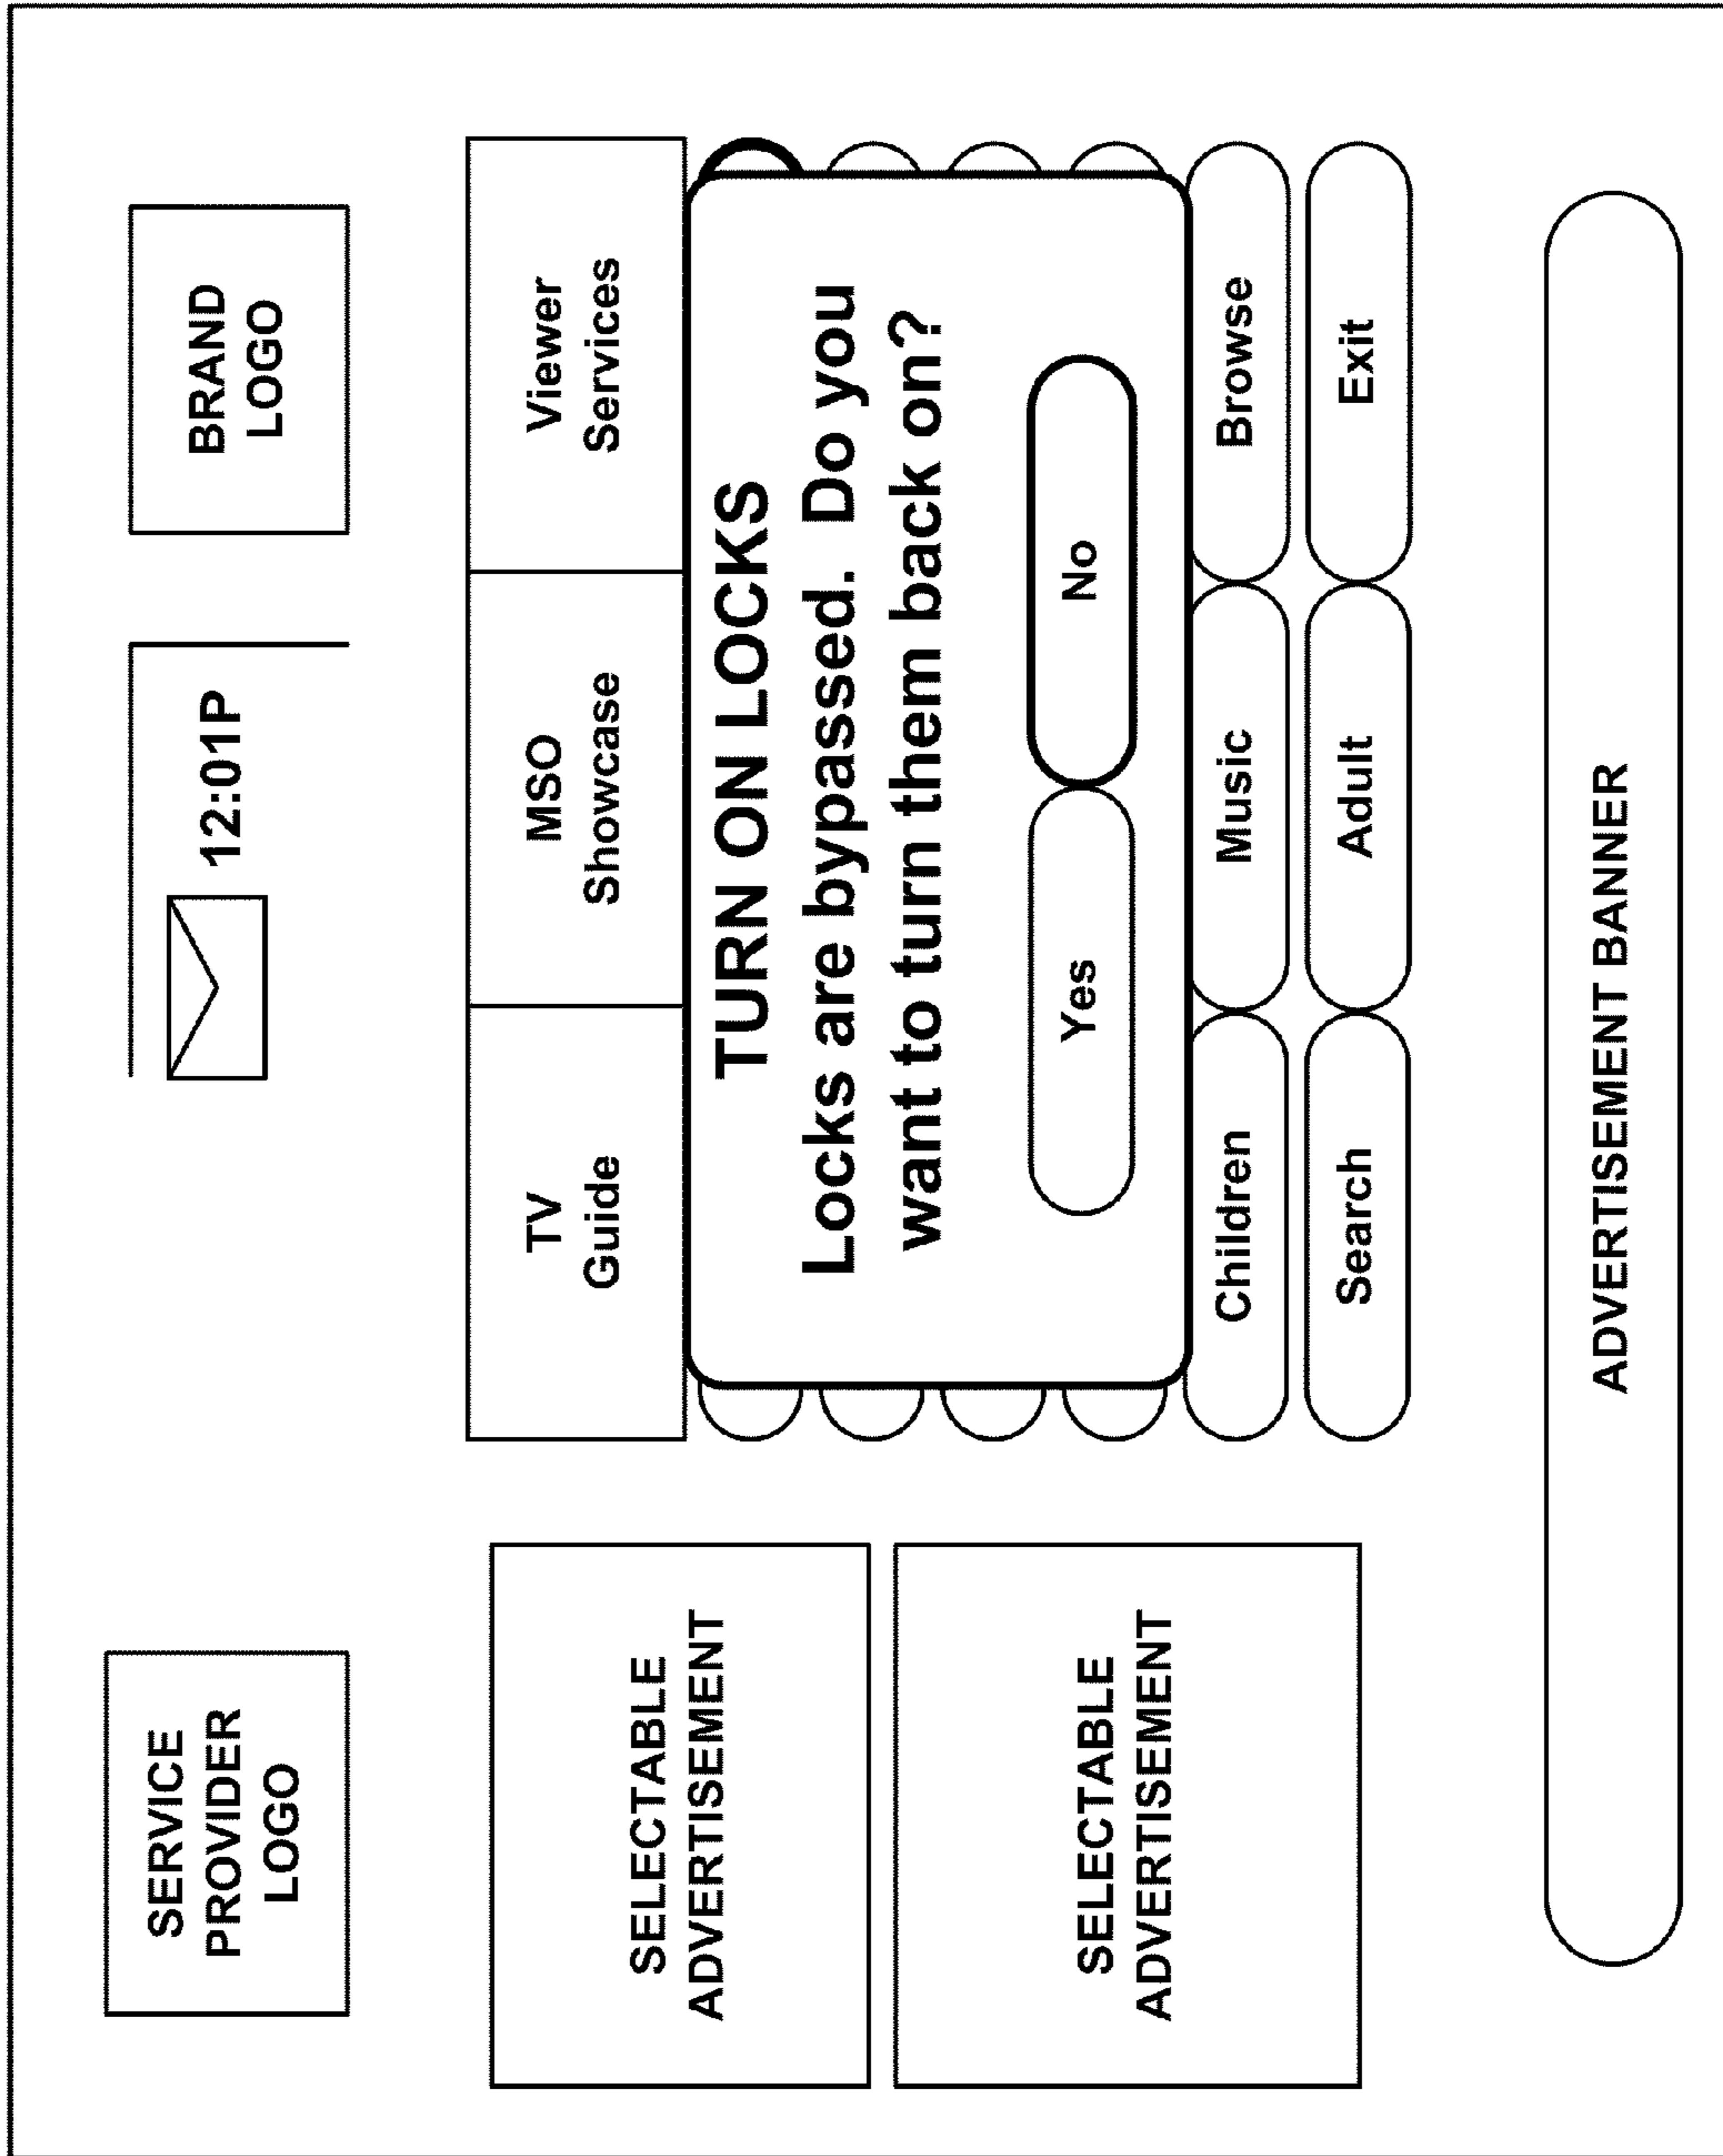 SERVICE
PROVIDER
LOGO
12:01P
BRAND
LOGO
SELECTABLE
ADVERTISEMENT
SELECTABLE
ADVERTISEMENT
TV
Guide
MSO
Showcase
Viewer
Services
TURN ON LOCKS
Locks are bypassed. Do you
want to turn them back on?
Yes
No
Children
Music
Browse
Search
Adult
Exit
ADVERTISEMENT BANNER